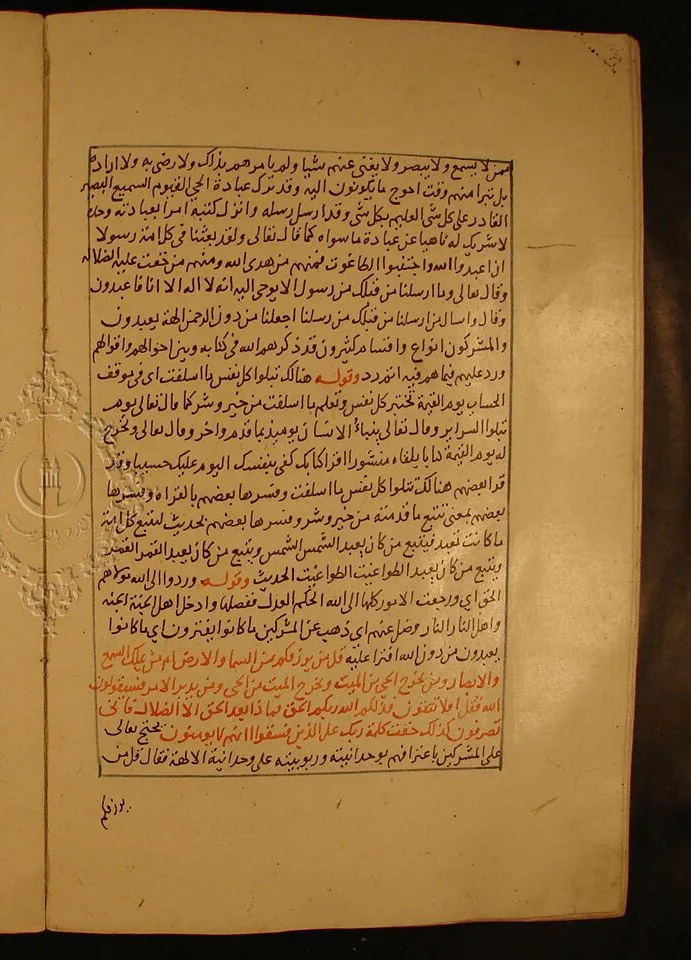 ممن لا يسمع ولا يبصر ولا يغني عنهم شيا ولم يامرهم بذلك ولا رضي به ولا اراده
بل تبرا منهم وقت احوج ما يكونون اليه وقد ترك عبادة الحي القيوم السميع البصير
القادر على كل شي العليم بكل شي وقد ارسل رسله وانزل كتبه امرا بعبادته وحده
لا شريك له ناهيا عن عبادة ما سواه كما قال تعالى ولقد بعثنا في كل امة رسولا
ان اعبدوا الله واجتنبوا الطاغوت فمنهم من هدى الله ومنهم من حقت عليه الضلالة
وقال تعالى وما ارسلنا من قبلك من رسول الا يوحى اليه انه لا اله الا انا فاعبدون
وقال واسال من ارسلنا من قبلك من رسلنا اجعلنا من دون الرحمن الهة يعبدون
والمشركون انواع واقسام كثيرون قد ذكرهم الله في كتابه وبين احوالهم واقوالهم
ورد عليهم فيما هم فيه اتم رد وقوله هنالك تبلوا كل نفس ما اسلفت اي في موقف
الحساب يوم القيمة تختبر كل نفس وتعلم ما اسلفت من خير وشر كما قال تعالى يوم
تبلوا السراير وقال تعالى ينباء الانسان يوميذ بما قدم واخر وقال تعالى ونخرج
له يوم القيمة كتابا يلقاه منشورا اقرا كتابك كفى بنفسك اليوم عليك حسيبا وقد
قرا بعضهم هنالك تتلوا كل نفس ما اسلفت وفسرها بعضهم بالقراة وفسرها
بعضهم بمعنى تتبع ما قدمته من خير وشر وفسرها بعضهم بحديث لتتبع كل امة
ما كانت تعبد فيتبع من كان يعبد الشمس الشمس ويتبع من كان يعبد القمر القمر
ويتبع من كان يعبد الطواغيت الطواغيت الحديث وقوله وردوا الى الله مولاهم
الحق اي ورجعت الامور كلها الى الله الحكم العدل ففصلها وادخل اهل الجنة الجنه
واهل النار النار وضل عنهم اي ذهب عن المشركين ما كانوا يفترون اي ما كانوا
يعبدون من دون الله افترا عليه قل من يرزقكم من السما والارض ام من يملك السمع
والابصار ومن يخرج الحي من الميت ويخرج الميت من الحي ومن يدبر الامر فسيقولون
الله فقل افلا تتقون فذلكم الله ربكم الحق فماذا بعد الحق الا الضلال فاني
تصرفون كذلك حقت كلمة ربك على الذين فسقوا انهم لا يومنون يحتج تعالى
على المشركين باعترافهم بوحدانيته وربوبيته على وحدانية الالهة فقال قل من
يرزقكم